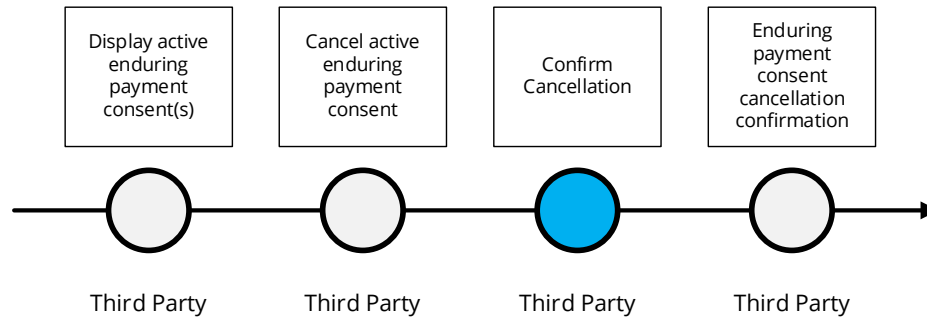 Display active
enduring
payment
consent(s)
Cancel active
enduring
payment
consent
Confirm
Cancellation
Enduring
payment
consent
cancellation
confirmation
Third Party
Third Party
Third Party
Third Party